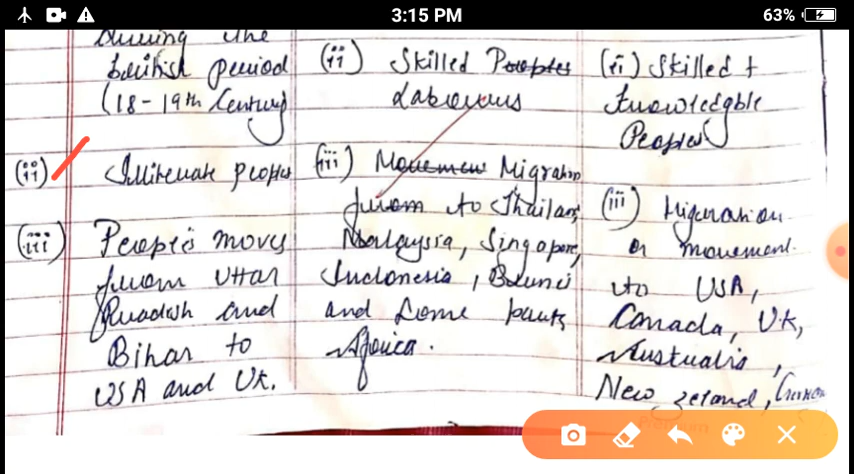 3:15 PM
63%
during the
British period
(18-19th Century)
(ii) Illiterate peoples
(iii) People's moves
from Uttar
Pradesh and
Bihar to
USA and UK.
(ii) Skilled Peoples
Labourers
(iii) Movement Migration
from to Thailand,
Malaysia, Singapore,
Indonesia, Brunei
and Some parts
Africa.
(ii) Skilled +
Knowledgble
Peoples
(iii) Migration
or movement
to USA,
Canada, UK,
Australia,
New zeland,